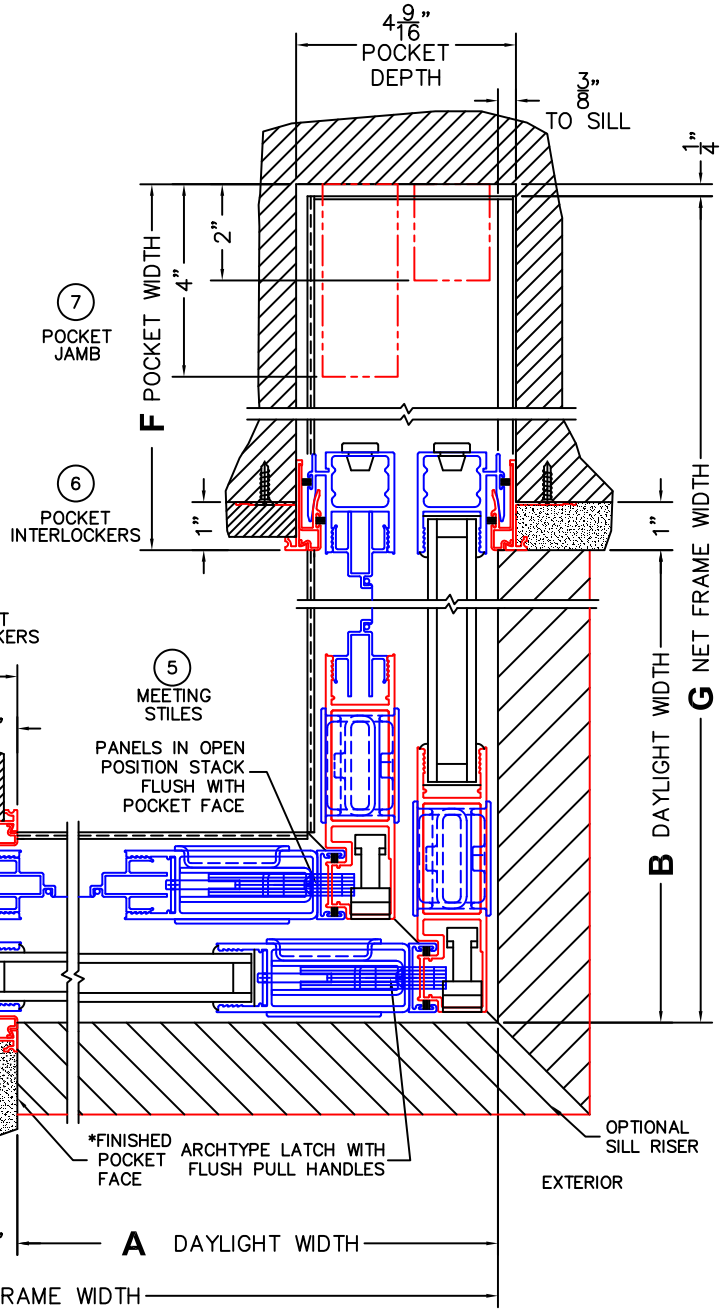 4 9/16"
POCKET
DEPTH
3/8"
TO SILL
1/4
2"
4"
F POCKET WIDTH
7
POCKET
JAMB
6
POCKET
INTERLOCKERS
1"
1"
G NET FRAME WIDTH
T
KERS
5
MEETING
STILES
PANELS IN OPEN
POSITION STACK
FLUSH WITH
POCKET FACE
B DAYLIGHT WIDTH
*FINISHED
POCKET
FACE
ARCHTYPE LATCH WITH
FLUSH PULL HANDLES
OPTIONAL
SILL RISER
EXTERIOR
A DAYLIGHT WIDTH
RAME WIDTH